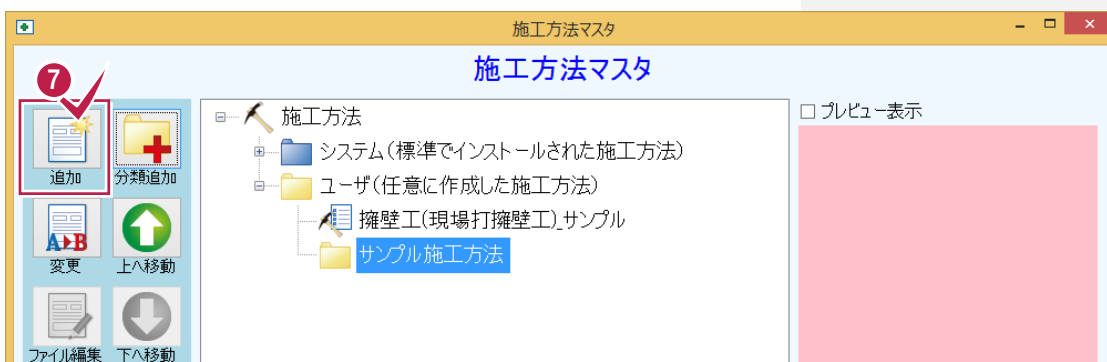 施工方法マスタ
施工方法マスタ
7
追加
分類追加
変更
上へ移動
ファイル編集
下へ移動
A▶B
施工方法
システム(標準でインストールされた施工方法)
ユーザ(任意に作成した施工方法)
擁壁工(現場打擁壁工)_サンプル
サンプル施工方法
プレビュー表示